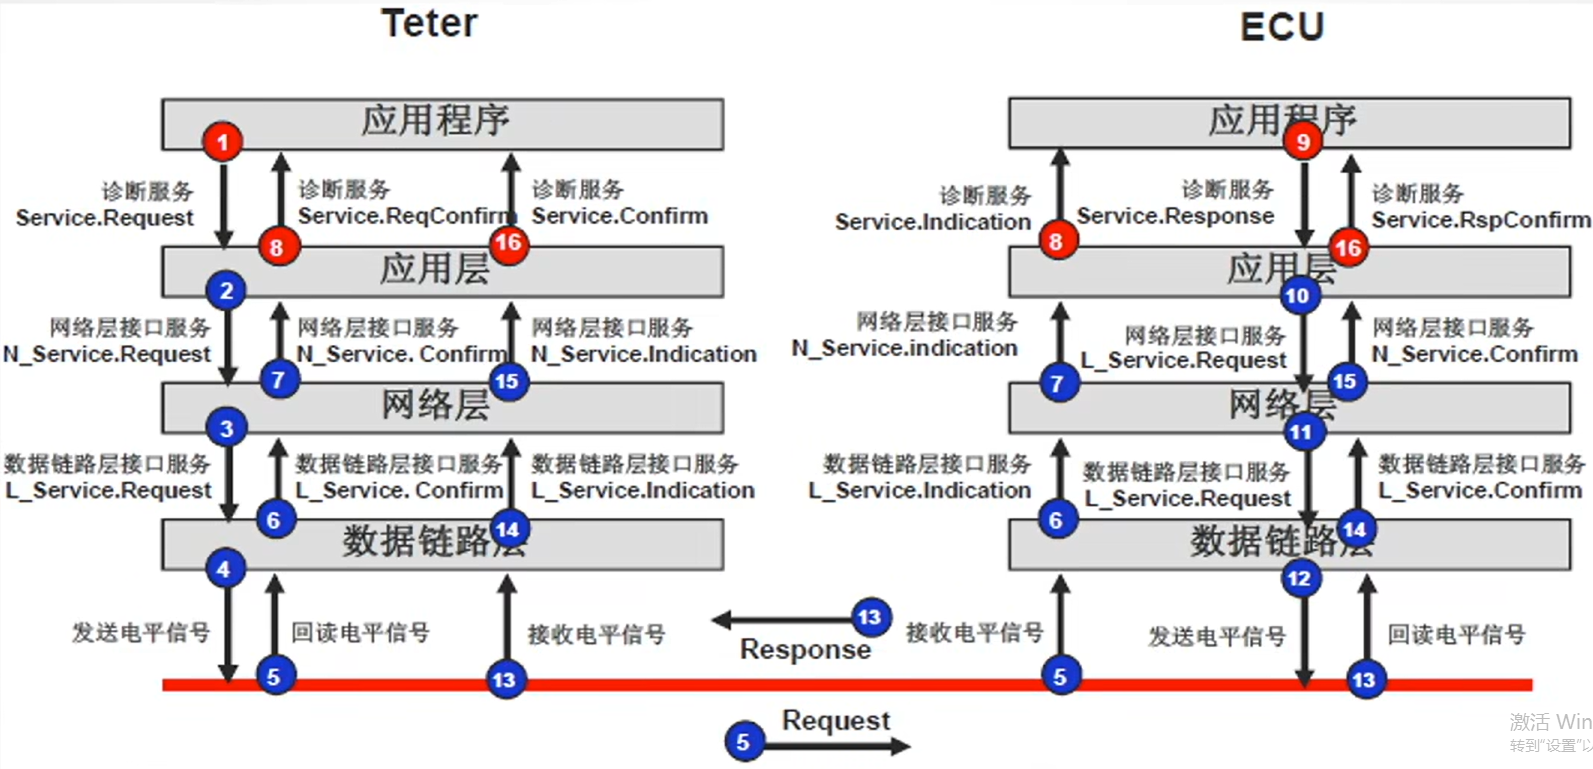 Teter
ECU
应用程序
应用程序
1
9
诊断服务
Service.Request
诊断服务
Service.ReqConfirm
诊断服务
Service.Confirm
诊断服务
Service.Indication
诊断服务
Service.Response
诊断服务
Service.RspConfirm
8
16
8
16
应用层
应用层
2
10
网络层接口服务
N_Service.Request
网络层接口服务
N_Service. Confirm
网络层接口服务
N_Service.Indication
网络层接口服务
N_Service.indication
网络层接口服务
L_Service.Request
网络层接口服务
N_Service.Confirm
7
15
7
15
网络层
网络层
3
11
数据链路层接口服务
L_Service.Request
数据链路层接口服务
L_Service. Confirm
数据链路层接口服务
L_Service.Indication
数据链路层接口服务
L_Service.Indication
数据链路层接口服务
L_Service.Request
数据链路层接口服务
L_Service.Confirm
6
14
6
14
数据链路层
数据链路层
4
12
发送电平信号
回读电平信号
接收电平信号
13
Response
接收电平信号
发送电平信号
回读电平信号
5
13
5
13
5
Request
激活 Win
转到"设置"以